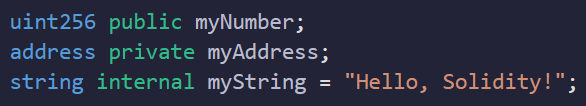 uint256 public myNumber;
address private myAddress;
string internal myString = "Hello, Solidity!";